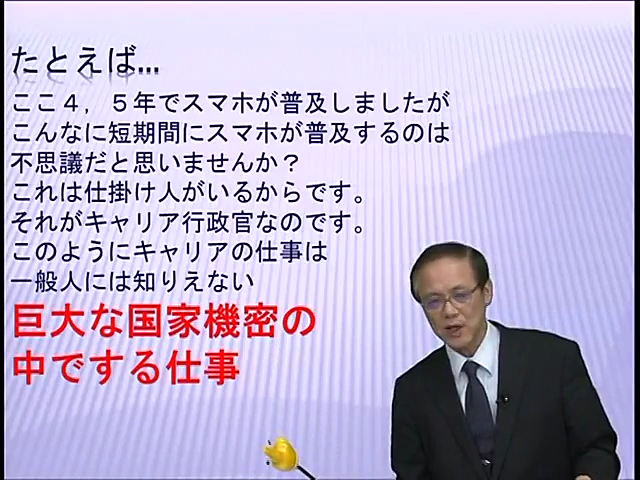 たとえば...
ここ４，５年でスマホが普及しましたが
こんなに短期間にスマホが普及するのは
不思議だと思いませんか？
これは仕掛け人がいるからです。
それがキャリア行政官なのです。
このようにキャリアの仕事は
一般人には知りえない
巨大な国家機密の
中でする仕事